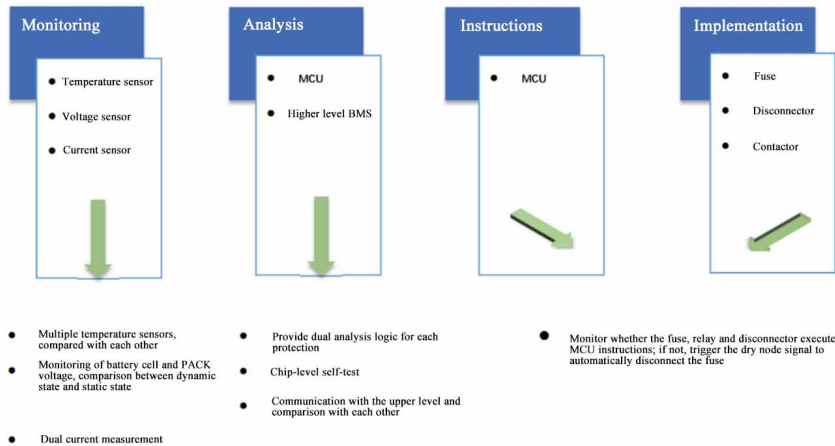 Monitoring
Temperature sensor
Voltage sensor
Current sensor
Analysis
MCU
Higher level BMS
Instructions
MCU
Implementation
Fuse
Disconnector
Contactor
Multiple temperature sensors,
compared with each other
Monitoring of battery cell and PACK
voltage, comparison between dynamic
state and static state
Dual current measurement
Provide dual analysis logic for each
protection
Chip-level self-test
Communication with the upper level and
comparison with each other
Monitor whether the fuse, relay and disconnector execute
MCU instructions; if not, trigger the dry node signal to
automatically disconnect the fuse